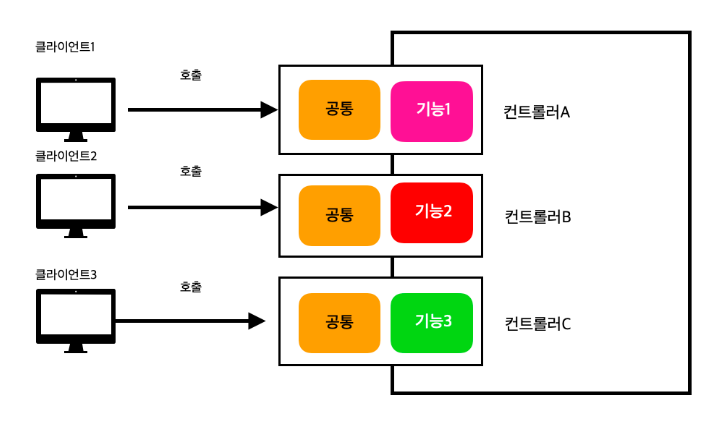 클라이언트1
호출
공통
기능1
컨트롤러A
클라이언트2
호출
공통
기능2
컨트롤러B
클라이언트3
호출
공통
기능3
컨트롤러C